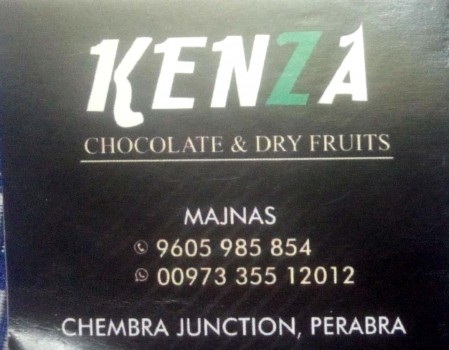 KENZA
CHOCOLATE & DRY FRUITS
MAJNAS
9605 985 854
00973 355 12012
CHEMBRA JUNCTION, PERABRA